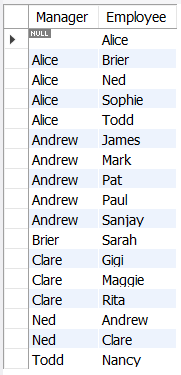 Manager Employee
NULL Alice
Alice Brier
Alice Ned
Alice Sophie
Alice Todd
Andrew James
Andrew Mark
Andrew Pat
Andrew Paul
Andrew Sanjay
Brier Sarah
Clare Gigi
Clare Maggie
Clare Rita
Ned Andrew
Ned Clare
Todd Nancy